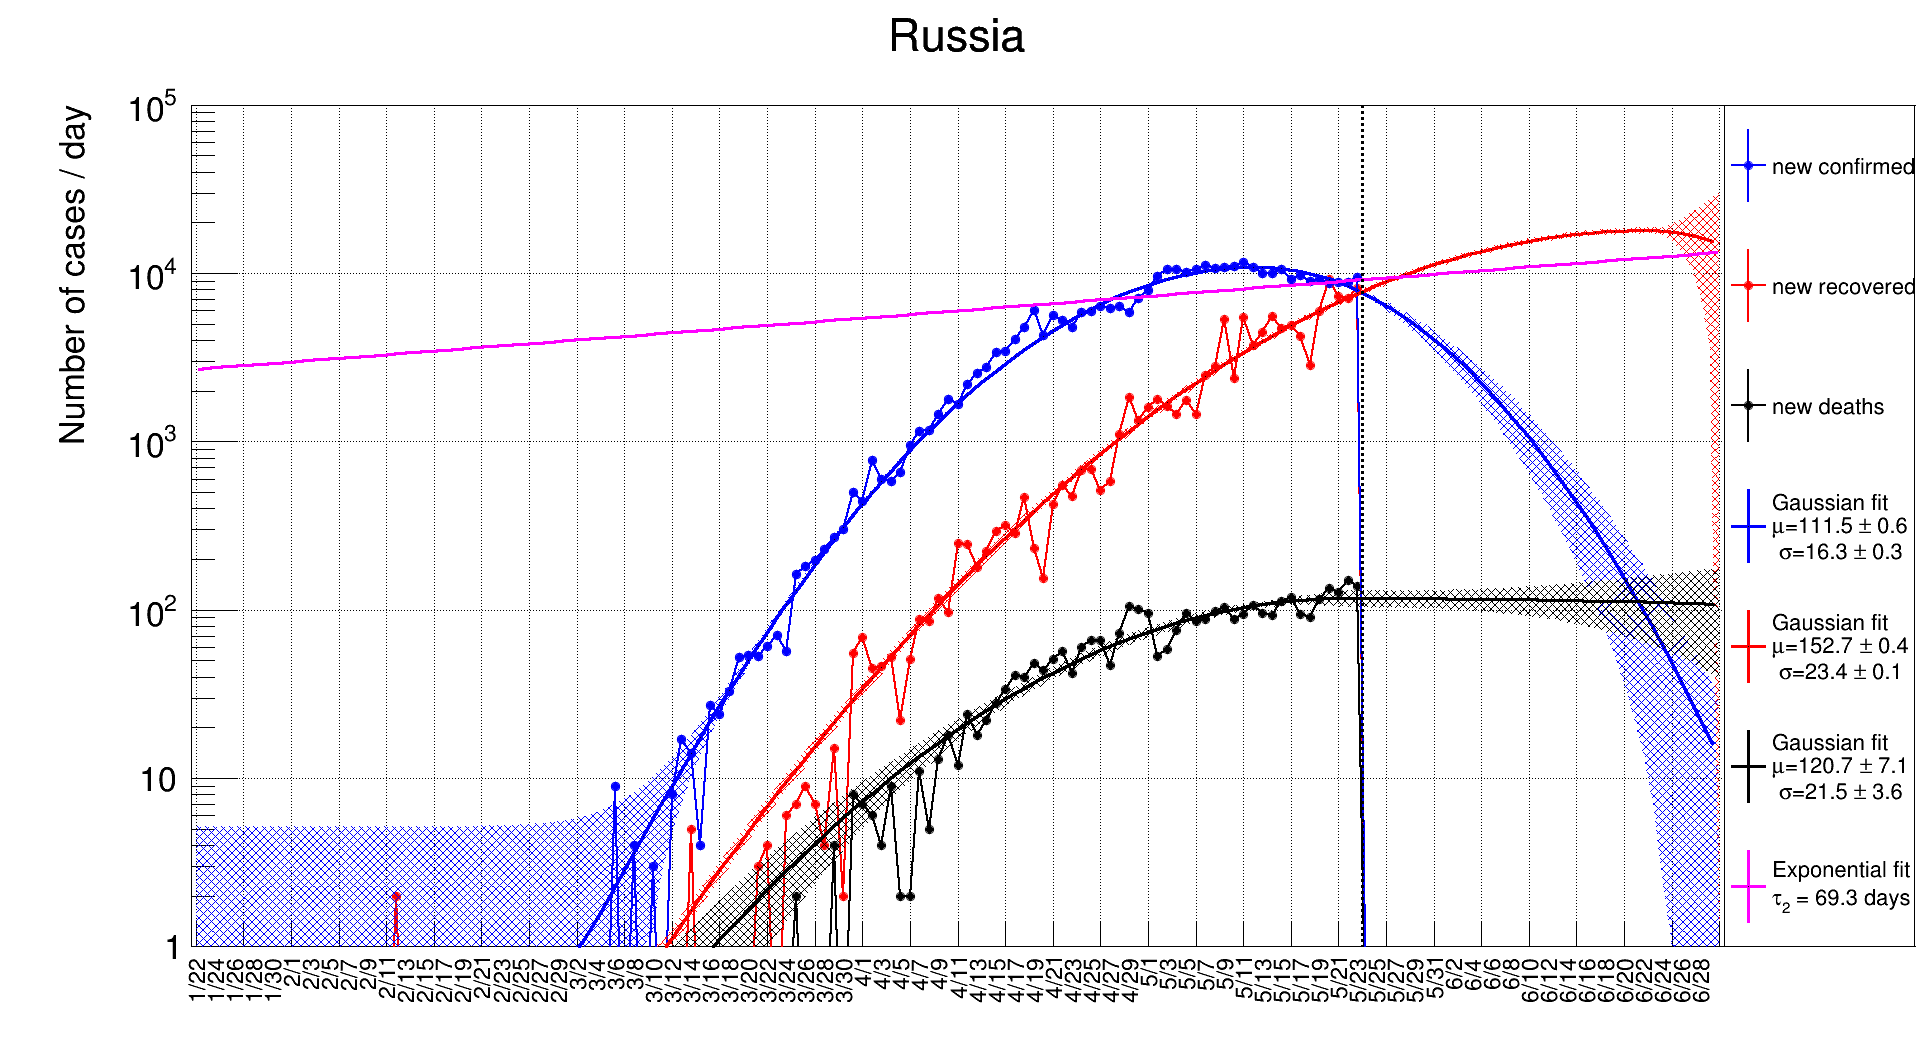 Russia
Number of cases / day
10⁵
10⁴
10³
10²
10
1
1/22 1/24 1/26 1/28 1/30 2/1 2/3 2/5 2/7 2/9 2/11 2/13 2/15 2/17 2/19 2/21 2/23 2/25 2/27 2/29 3/2 3/4 3/6 3/8 3/10 3/12 3/14 3/16 3/18 3/20 3/22 3/24 3/26 3/28 3/30 4/1 4/3 4/5 4/7 4/9 4/11 4/13 4/15 4/17 4/19 4/21 4/23 4/25 4/27 4/29 5/1 5/3 5/5 5/7 5/9 5/11 5/13 5/15 5/17 5/19 5/21 5/23 5/25 5/27 5/29 5/31 6/2 6/4 6/6 6/8 6/10 6/12 6/14 6/16 6/18 6/20 6/22 6/24 6/26 6/28
new confirmed
new recovered
new deaths
Gaussian fit
μ=111.5 ± 0.6
σ=16.3 ± 0.3
Gaussian fit
μ=152.7 ± 0.4
σ=23.4 ± 0.1
Gaussian fit
μ=120.7 ± 7.1
σ=21.5 ± 3.6
Exponential fit
τ₂ = 69.3 days